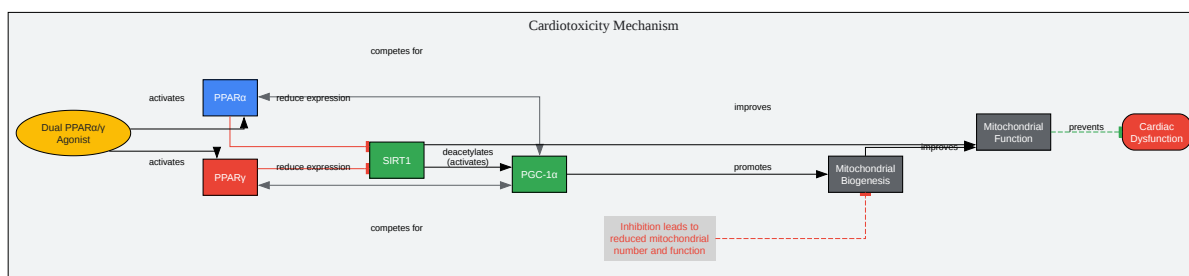 Cardiotoxicity Mechanism
competes for
activates
PPARα
reduce expression
improves
Dual PPARα/γ
Agonist
Mitochondrial
Function
prevents
Cardiac
Dysfunction
activates
PPARγ
reduce expression
SIRT1
deacetylates
(activates)
PGC-1α
promotes
Mitochondrial
Biogenesis
improves
competes for
Inhibition leads to
reduced mitochondrial
number and function